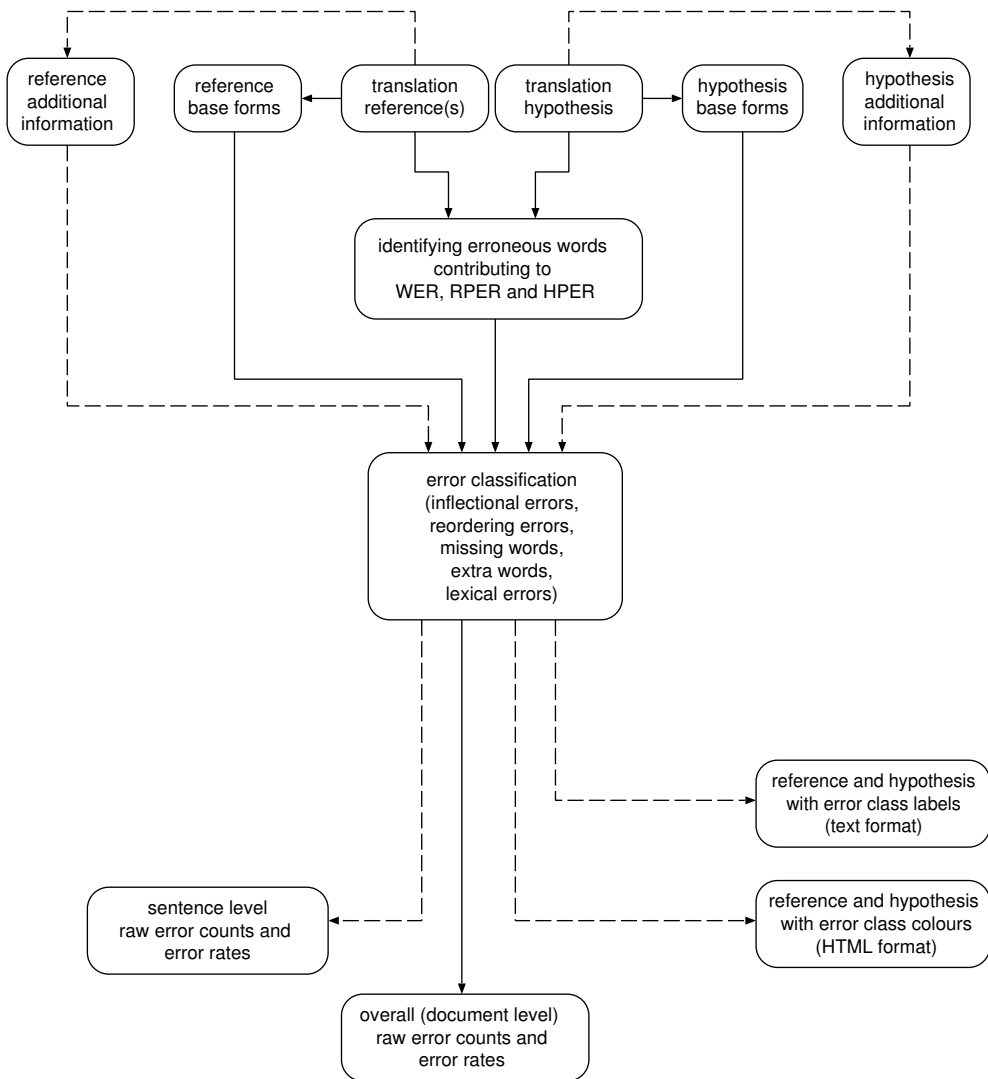 reference
additional
information
reference
base forms
translation
reference(s)
translation
hypothesis
hypothesis
base forms
hypothesis
additional
information
identifying erroneous words
contributing to
WER, RPER and HPER
error classification
(inflectional errors,
reordering errors,
missing words,
extra words,
lexical errors)
reference and hypothesis
with error class labels
(text format)
sentence level
raw error counts and
error rates
reference and hypothesis
with error class colours
(HTML format)
overall (document level)
raw error counts and
error rates